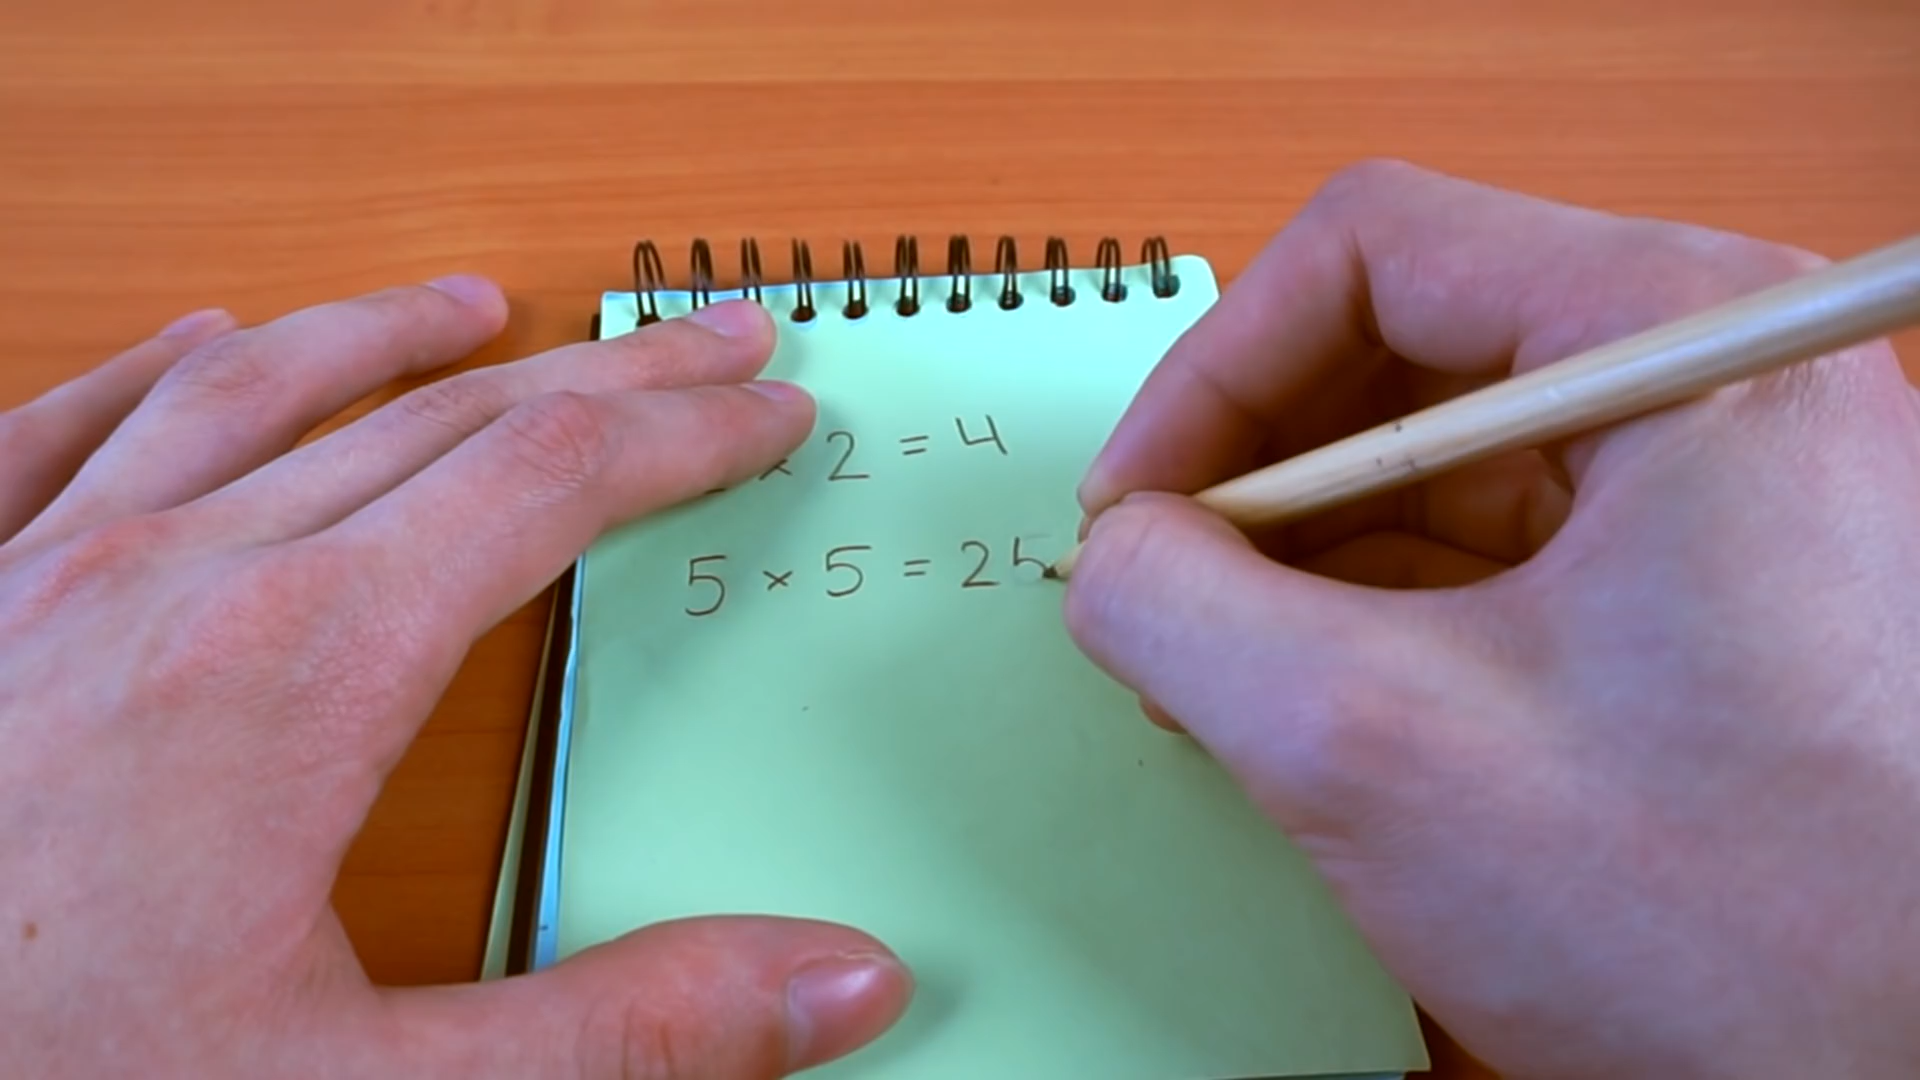 × 2 = 4
5 × 5 = 25